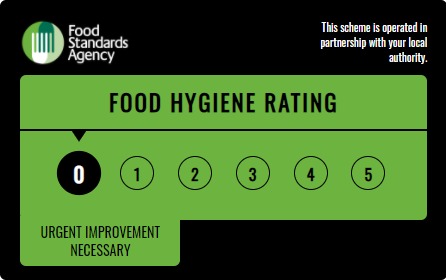 Food
Standards
Agency
This scheme is operated in
partnership with your local
authority.
FOOD HYGIENE RATING
0 1 2 3 4 5
URGENT IMPROVEMENT
NECESSARY